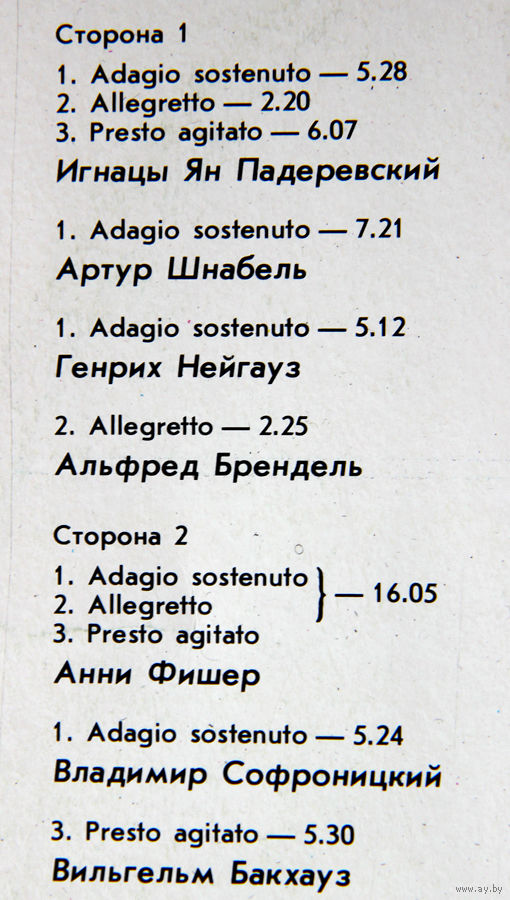 Сторона 1
1. Adagio sostenuto — 5.28
2. Allegretto — 2.20
3. Presto agitato — 6.07
Игнацы Ян Падеревский
1. Adagio sostenuto — 7.21
Артур Шнабель
1. Adagio sostenuto — 5.12
Генрих Нейгауз
2. Allegretto — 2.25
Альфред Брендель
Сторона 2
1. Adagio sostenuto
2. Allegretto } — 16.05
3. Presto agitato
Анни Фишер
1. Adagio sostenuto — 5.24
Владимир Софроницкий
3. Presto agitato — 5.30
Вильгельм Бакхауз
www.ay.by